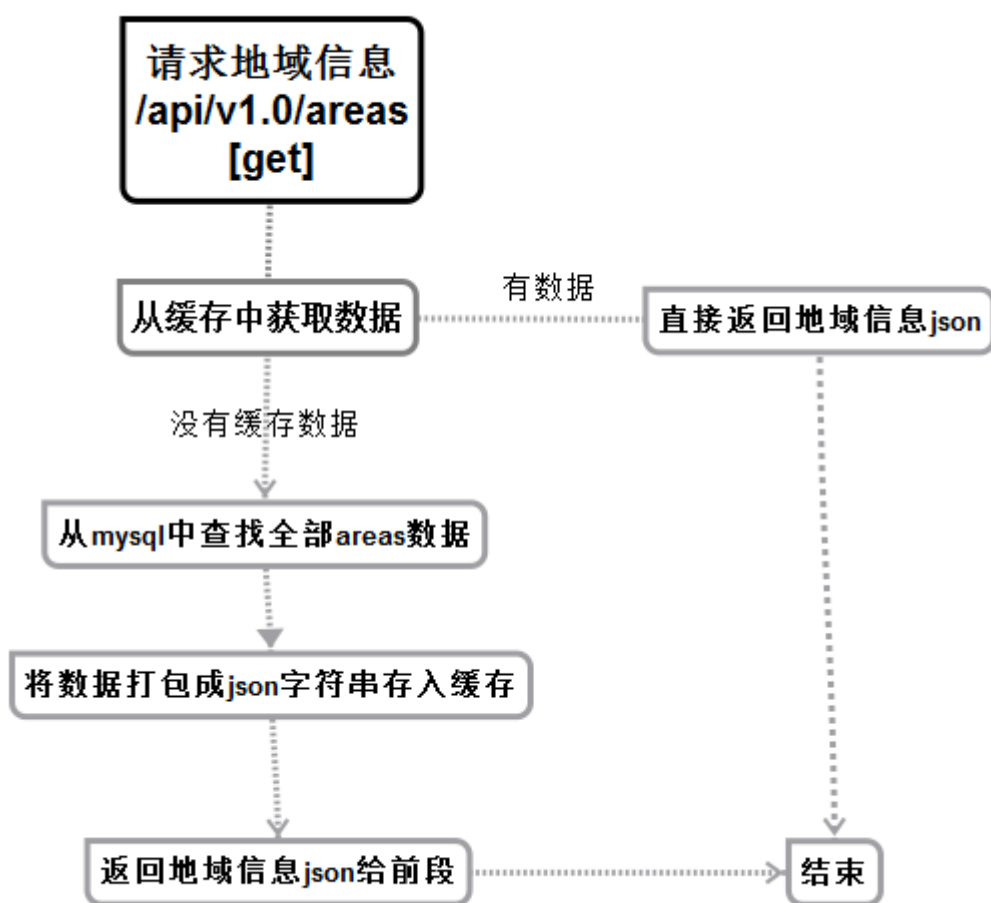 请求地域信息
/api/v1.0/areas
[get]
从缓存中获取数据
有数据
直接返回地域信息json
没有缓存数据
从mysql中查找全部areas数据
将数据打包成json字符串存入缓存
返回地域信息json给前段
结束